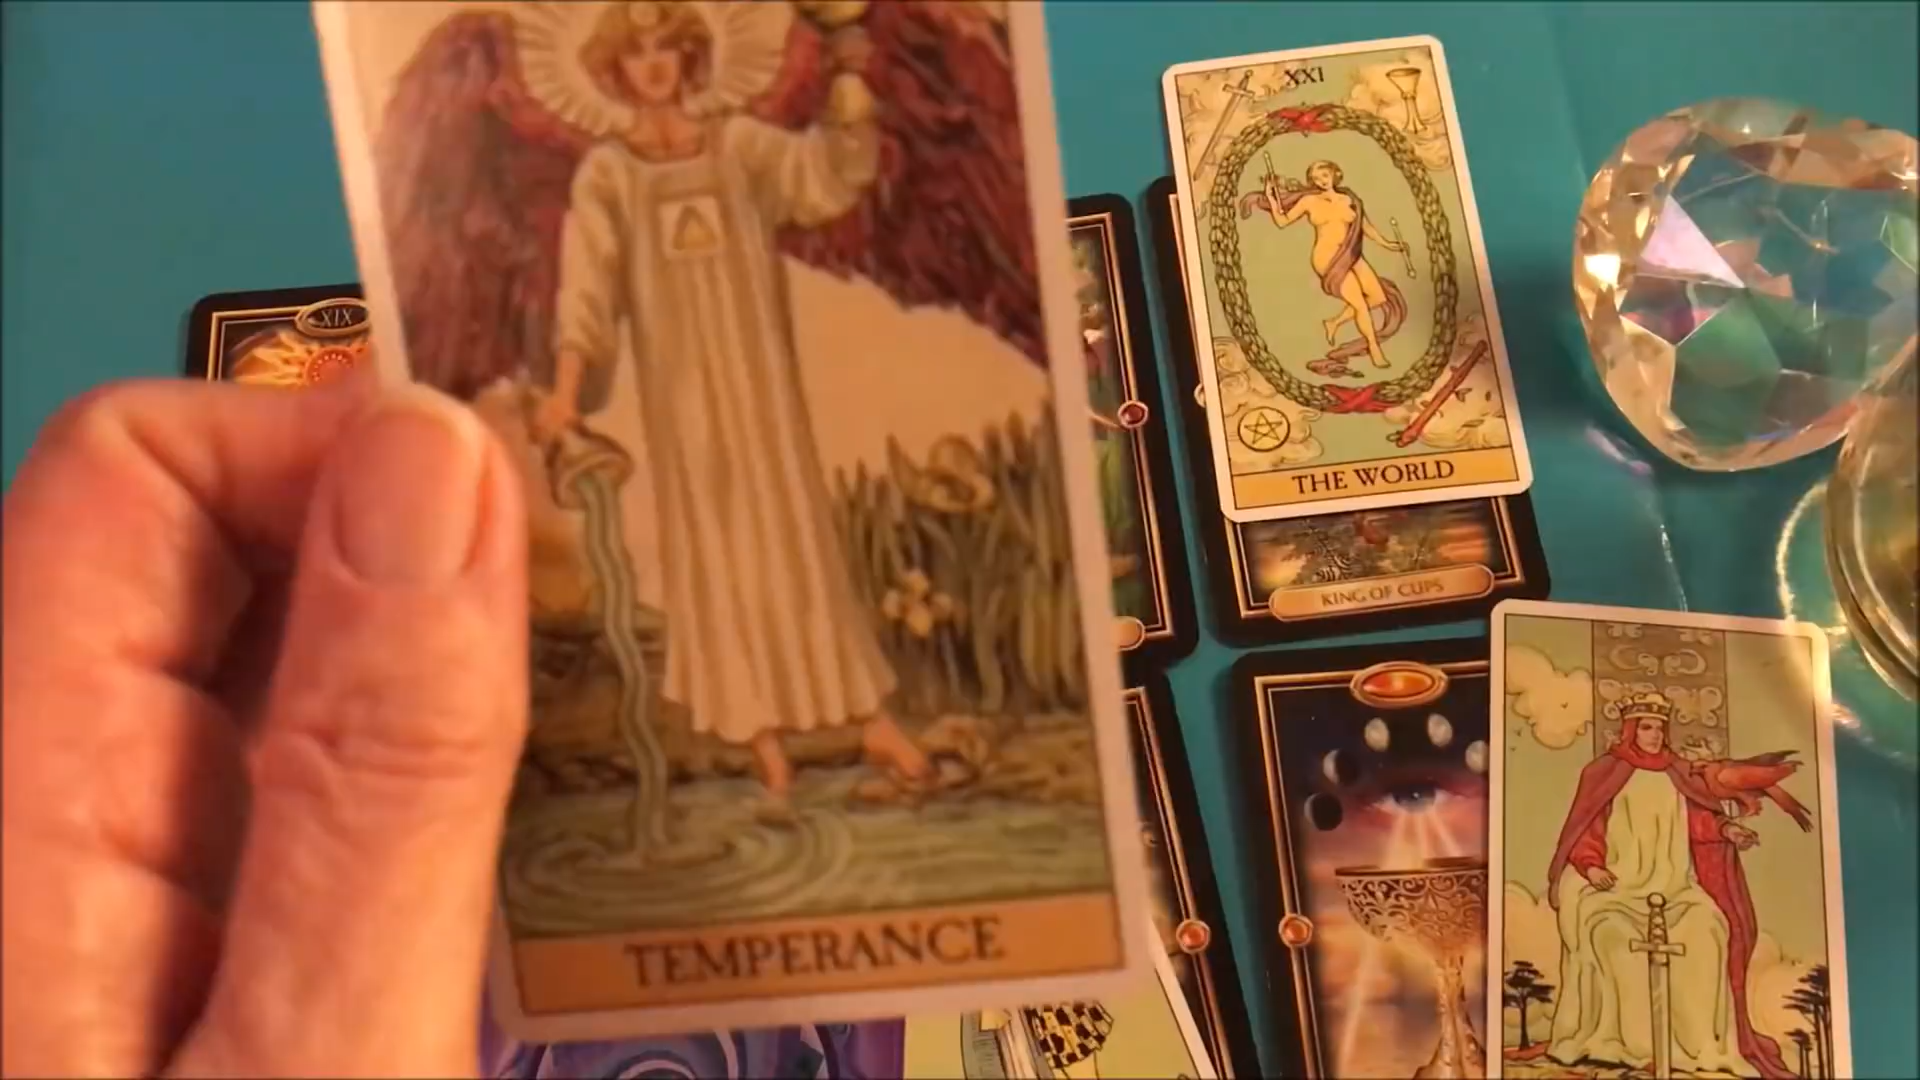 XXI
XIX
THE WORLD
KING OF CUPS
TEMPERANCE